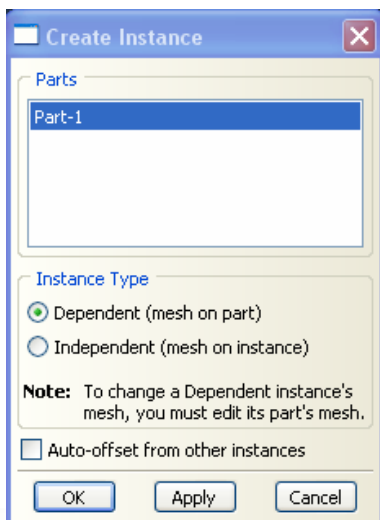 Create Instance
Parts
Part-1
Instance Type
Dependent (mesh on part)
Independent (mesh on instance)
Note: To change a Dependent instance's
mesh, you must edit its part's mesh.
Auto-offset from other instances
OK Apply Cancel